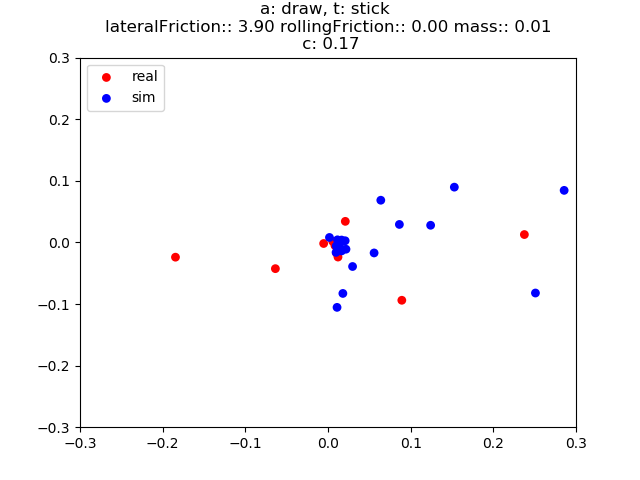 a: draw, t: stick
lateralFriction:: 3.90 rollingFriction:: 0.00 mass:: 0.01
c: 0.17
0.3
real
sim
0.2
0.1
0.0
−0.1
−0.2
−0.3
−0.3
−0.2
−0.1
0.0
0.1
0.2
0.3